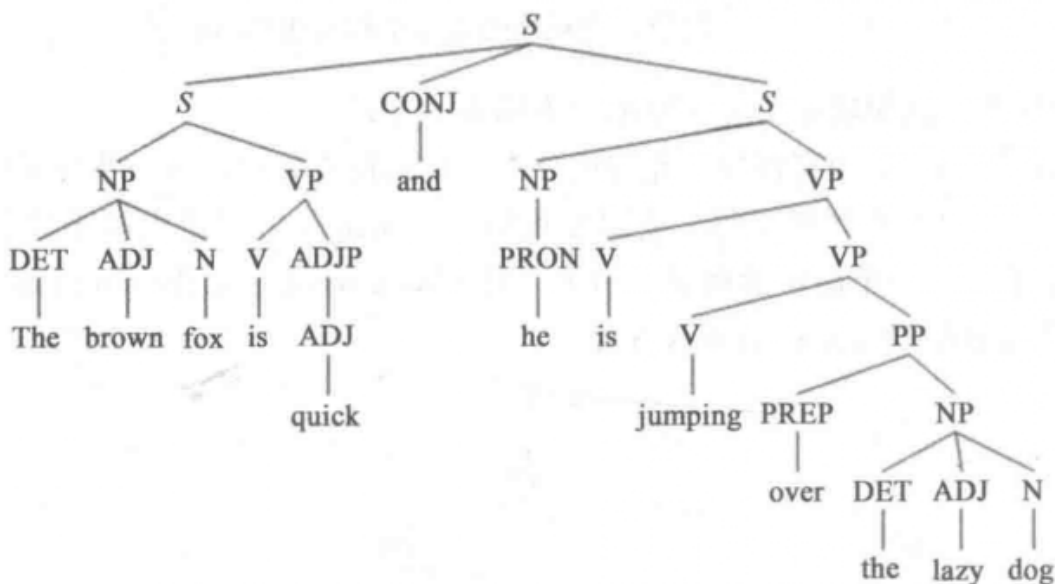 S
S CONJ S
NP VP and NP VP
DET ADJ N V ADJP PRON V VP
The brown fox is ADJ he is V PP
quick jumping PREP NP
over DET ADJ N
the lazy dog